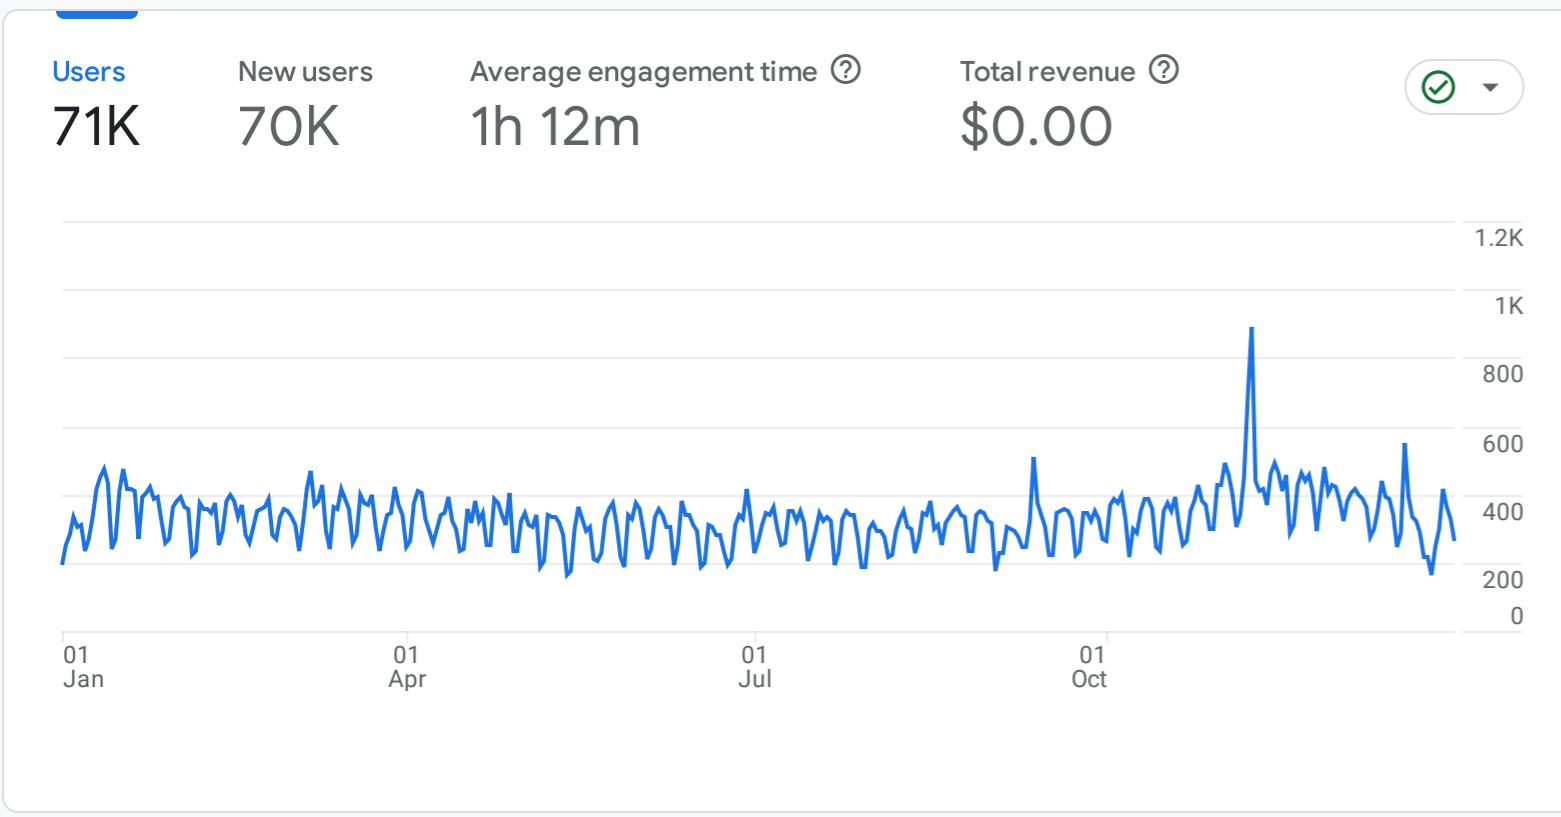 Users
71K
New users
70K
Average engagement time
1h 12m
Total revenue
$0.00
1.2K
1K
800
600
400
200
0
01
Jan
01
Apr
01
Jul
01
Oct